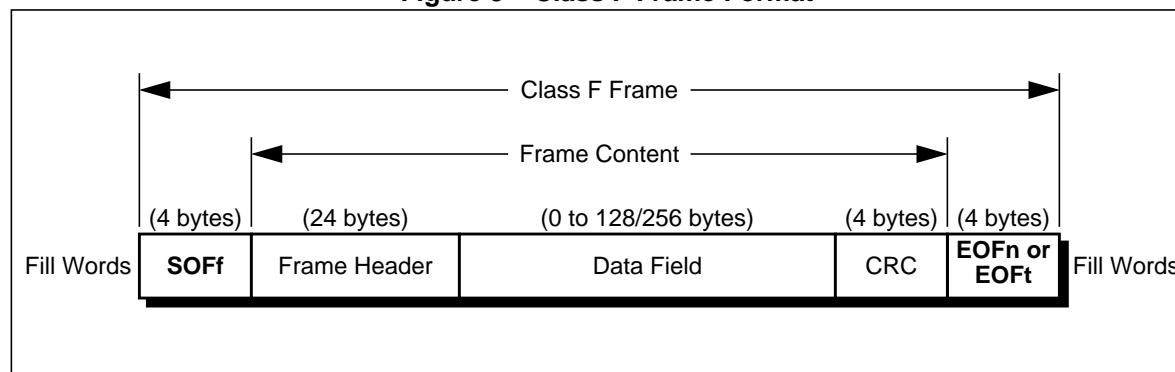 Class F Frame
Frame Content
(4 bytes) (24 bytes) (0 to 128/256 bytes) (4 bytes) (4 bytes)
Fill Words SOFf Frame Header Data Field CRC EOFn or EOFt Fill Words